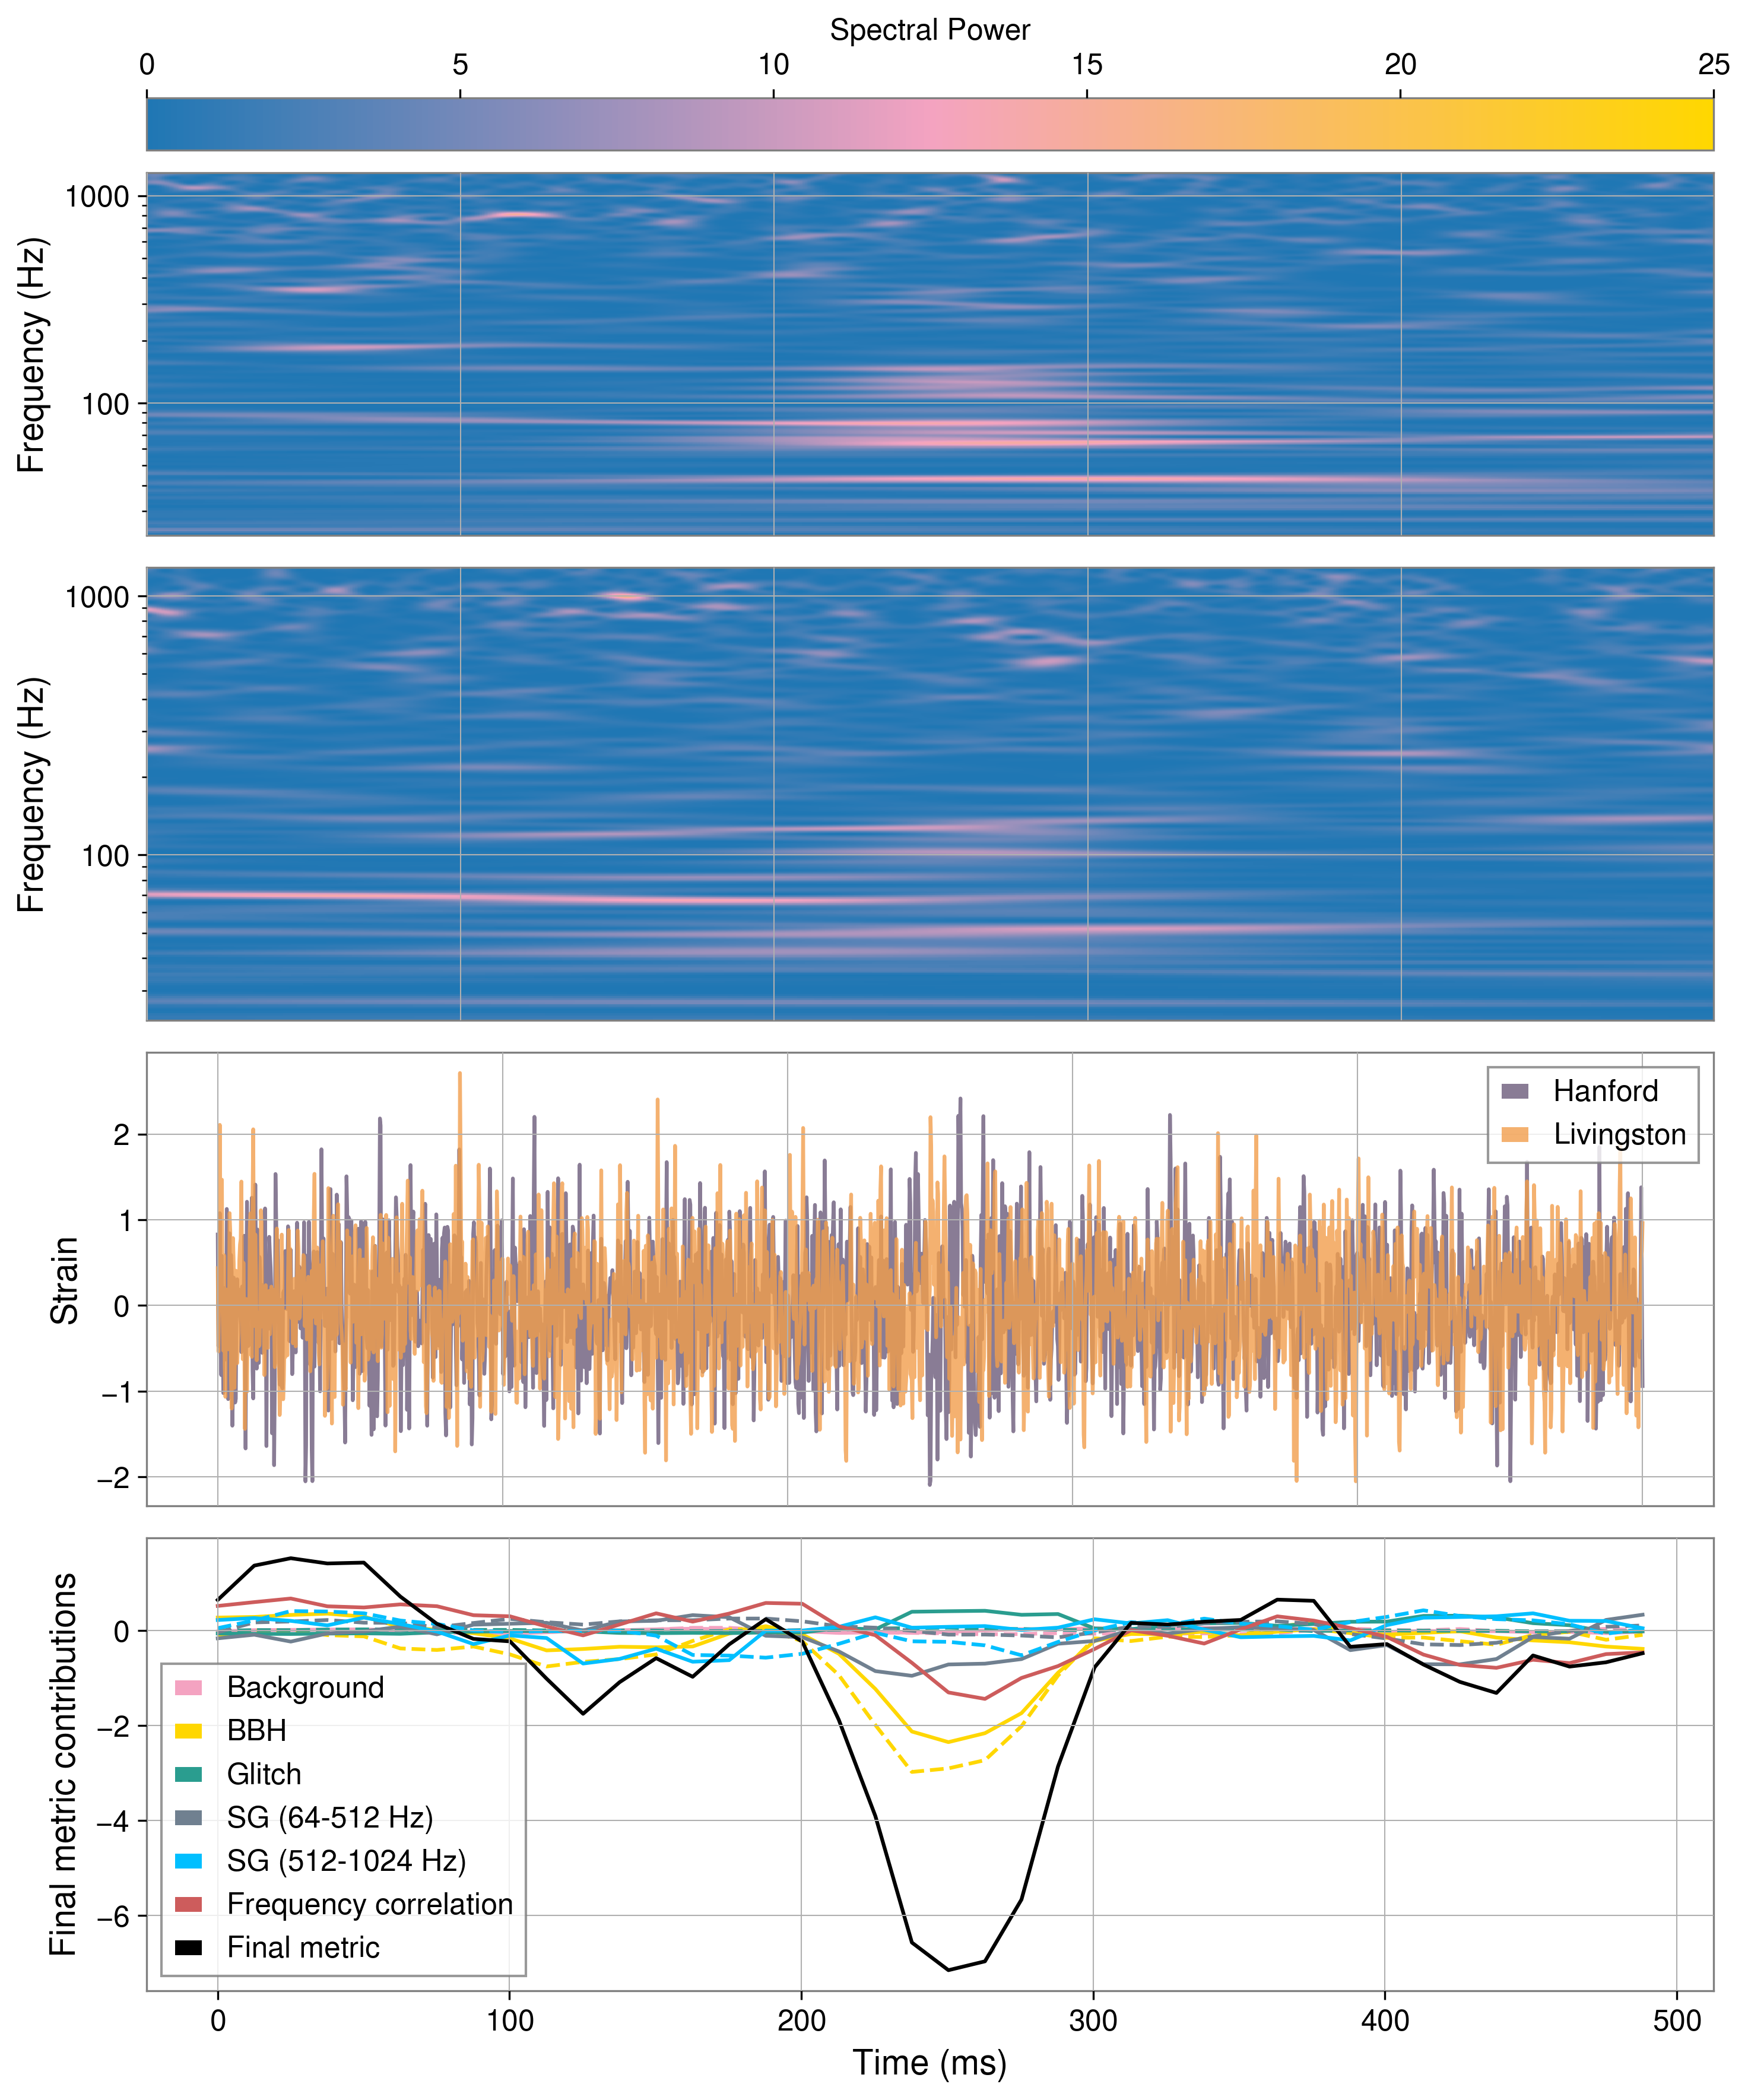 Spectral Power
0 5 10 15 20 25
1000
100
Frequency (Hz)
1000
100
Frequency (Hz)
2
1
0
−1
−2
Strain
Hanford
Livingston
0
−2
−4
−6
Final metric contributions
Background
BBH
Glitch
SG (64-512 Hz)
SG (512-1024 Hz)
Frequency correlation
Final metric
0 100 200 300 400 500
Time (ms)